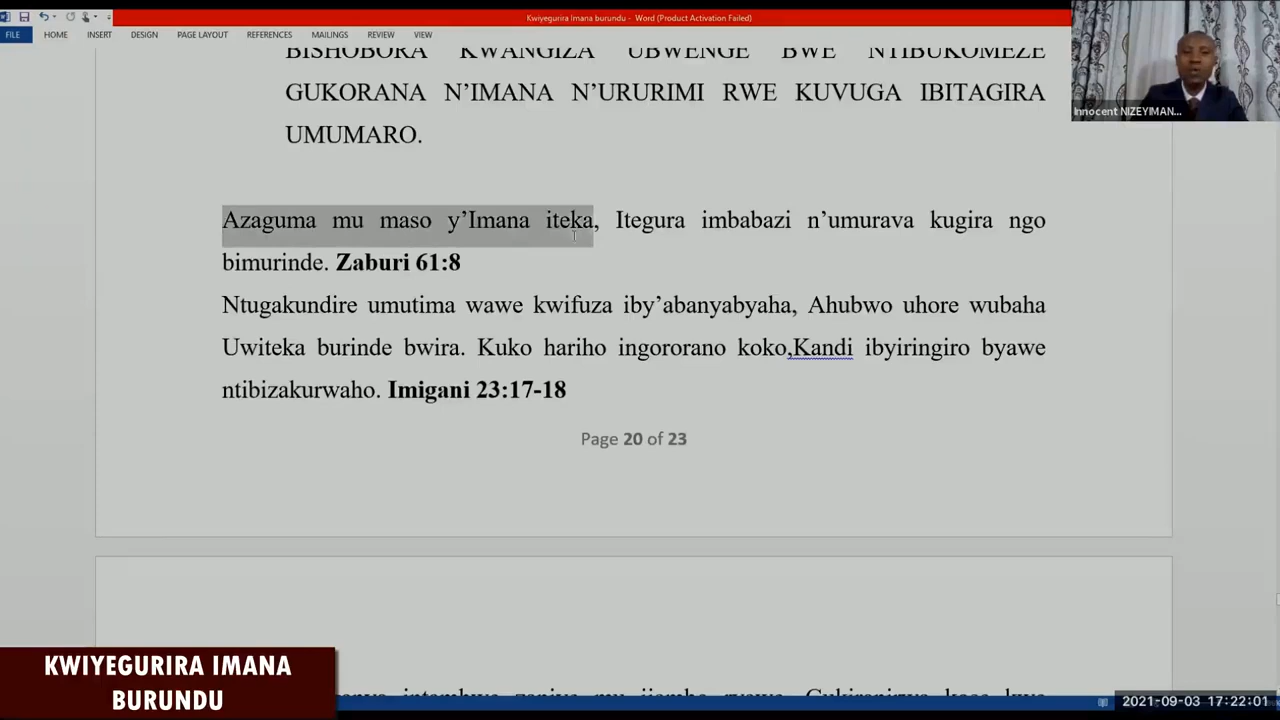 Kwiyegurira Imana burundu - Word (Product Activation Failed)
FILE HOME INSERT DESIGN PAGE LAYOUT REFERENCES MAILINGS REVIEW VIEW
BISHOBORA KWANGIZA UBWENGE BWE NTIBUKOMEZE
GUKORANA N’IMANA N’URURIMI RWE KUVUGA IBITAGIRA
UMUMARO.
Innocent NIZEYIMAN...
Azaguma mu maso y’Imana iteka, Itegura imbabazi n’umurava kugira ngo
bimurinde. Zaburi 61:8
Ntugakundire umutima wawe kwifuza iby’abanyabyaha, Ahubwo uhore wubaha
Uwiteka burinde bwira. Kuko hariho ingororano koko,Kandi ibyiringiro byawe
ntibizakurwaho. Imigani 23:17-18
Page 20 of 23
KWIYEGURIRA IMANA
BURUNDU
2021-09-03 17:22:01